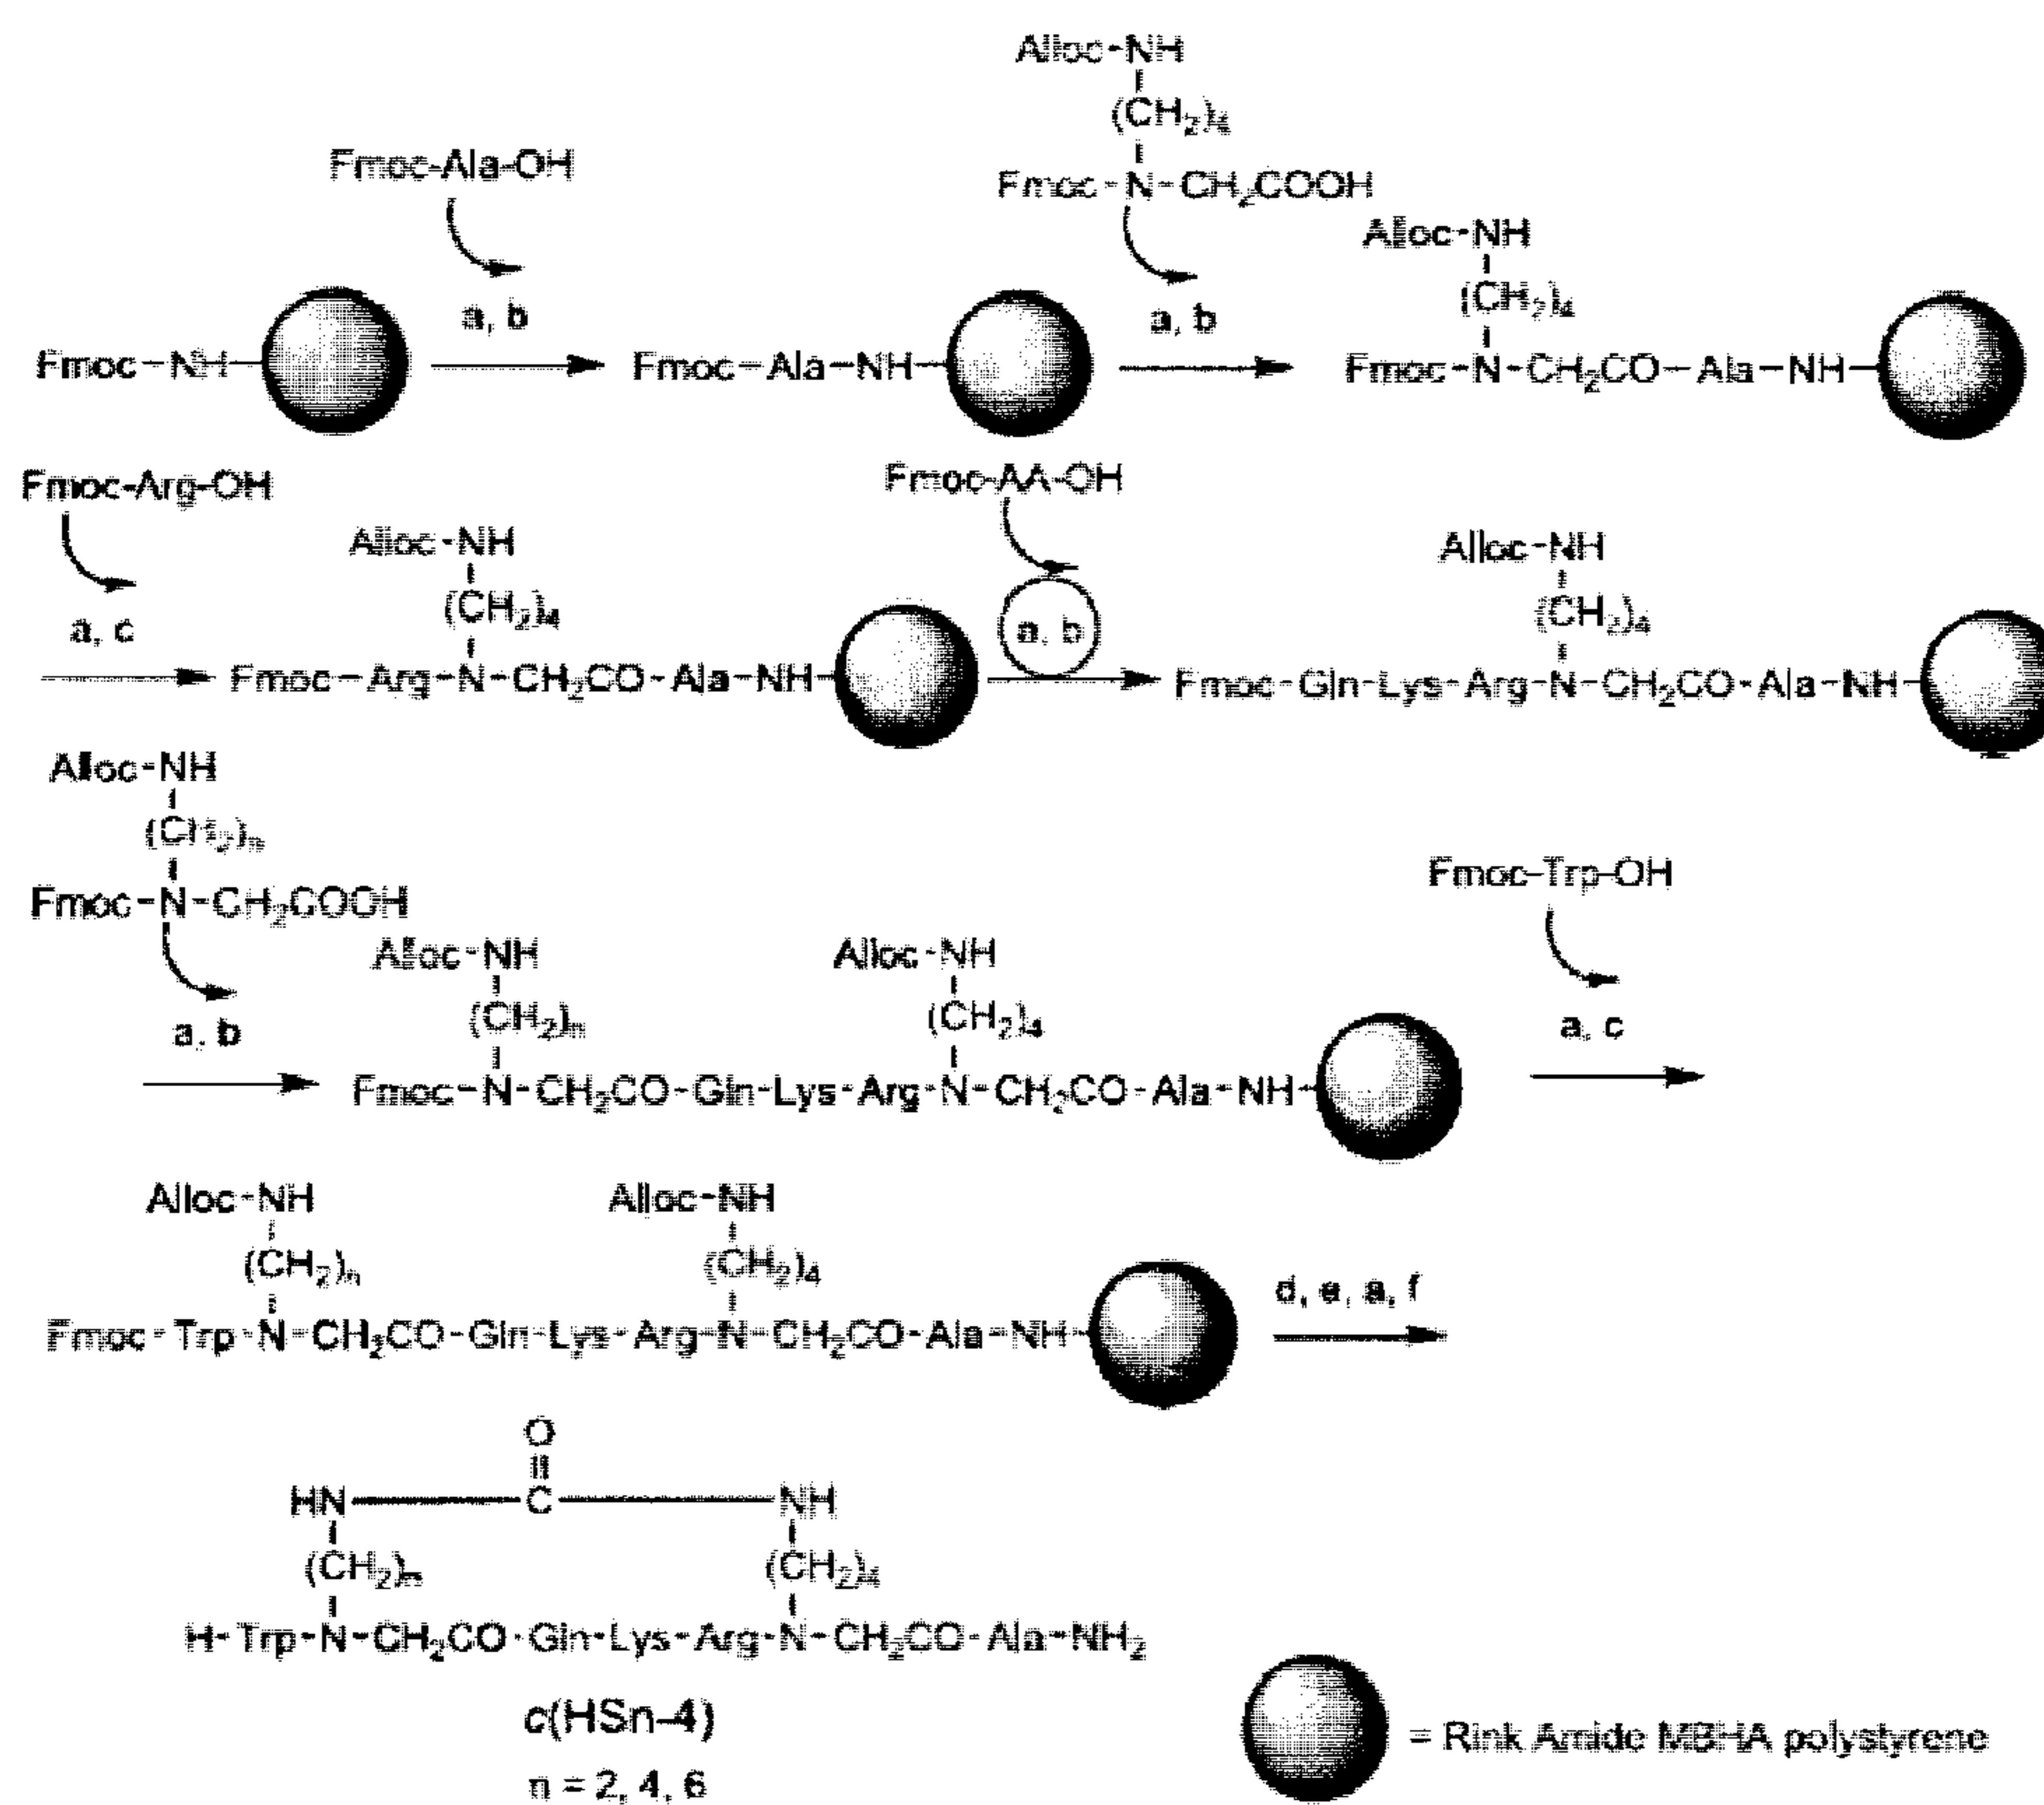 Alloc-NH
(CH2)4
Fmoc-Ala-OH
Fmoc-N-CH2COOH
Alloc-NH
(CH2)4
a, b
a, b
Fmoc-NH
Fmoc-Ala-NH
Fmoc-N-CH2CO-Ala-NH
Fmoc-Arg-OH
Fmoc-AA-OH
Alloc-NH
Alloc-NH
(CH2)4
(CH2)4
a, c
a, b
Fmoc-Arg-N-CH2CO-Ala-NH
Fmoc-Gln-Lys-Arg-N-CH2CO-Ala-NH
Alloc-NH
(CH2)n
Fmoc-N-CH2COOH
Fmoc-Trp-OH
Alloc-NH
Alloc-NH
(CH2)n
(CH2)4
a, b
a, c
Fmoc-N-CH2CO-Gln-Lys-Arg-N-CH2CO-Ala-NH
Alloc-NH
Alloc-NH
(CH2)n
(CH2)4
d, e, a, f
Fmoc-Trp-N-CH2CO-Gln-Lys-Arg-N-CH2CO-Ala-NH
O
HN
C
NH
(CH2)n
(CH2)4
H-Trp-N-CH2CO-Gln-Lys-Arg-N-CH2CO-Ala-NH2
c(HSn-4)
n = 2, 4, 6
= Rink Amide MBHA polystyrene